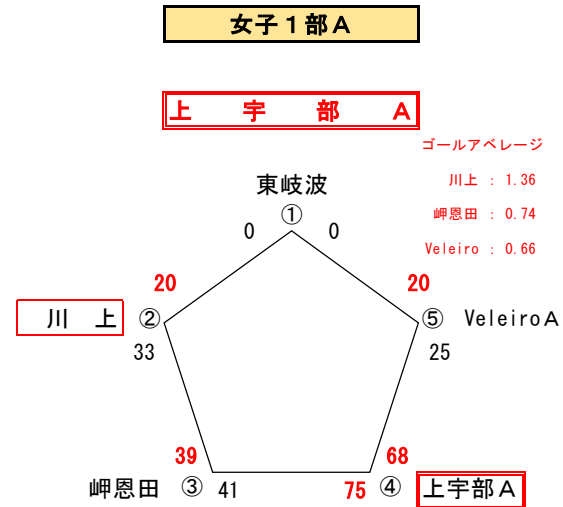 女子１部Ａ
上宇部Ａ
ゴールアベレージ
川上 : 1.36
岬恩田 : 0.74
Veleiro : 0.66
東岐波
①
0 0
20 20
川上 ② ⑤ VeleiroＡ
33 25
39 68
岬恩田 ③ 41 75 ④ 上宇部Ａ